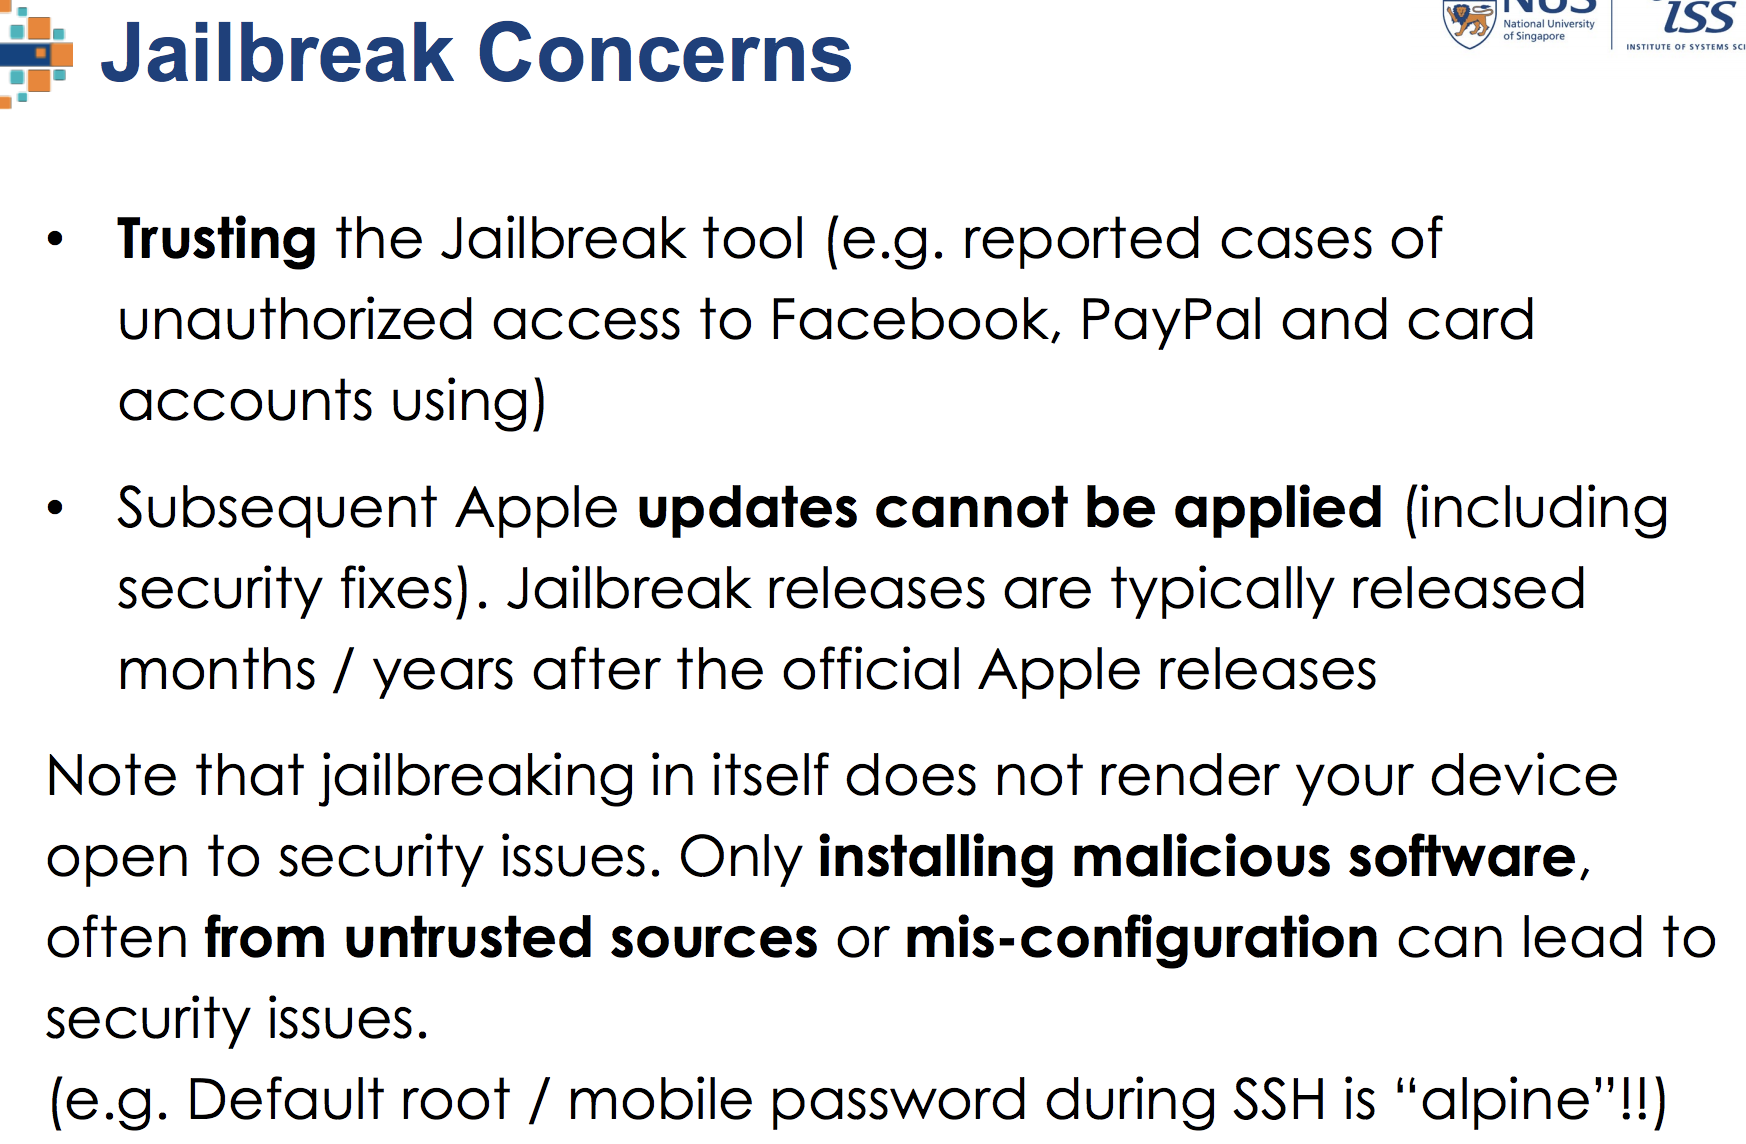 Jailbreak Concerns
NUS
National University
of Singapore
iss
INSTITUTE OF SYSTEMS SCI
• Trusting the Jailbreak tool (e.g. reported cases of
unauthorized access to Facebook, PayPal and card
accounts using)
• Subsequent Apple updates cannot be applied (including
security fixes). Jailbreak releases are typically released
months / years after the official Apple releases
Note that jailbreaking in itself does not render your device
open to security issues. Only installing malicious software,
often from untrusted sources or mis-configuration can lead to
security issues.
(e.g. Default root / mobile password during SSH is “alpine”!!)